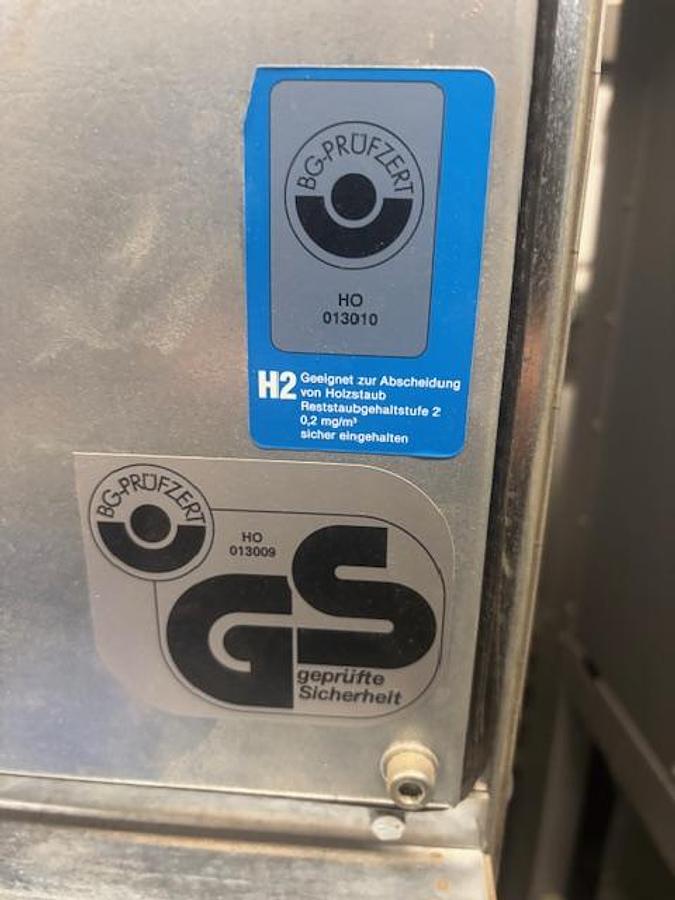 BG-PRÜFZERT
HO
013010
H2 Geeignet zur Abscheidung
von Holzstaub
Reststaubgehaltstufe 2
0,2 mg/m³
sicher eingehalten
BG-PRÜFZERT
HO
013009
GS
geprüfte
Sicherheit